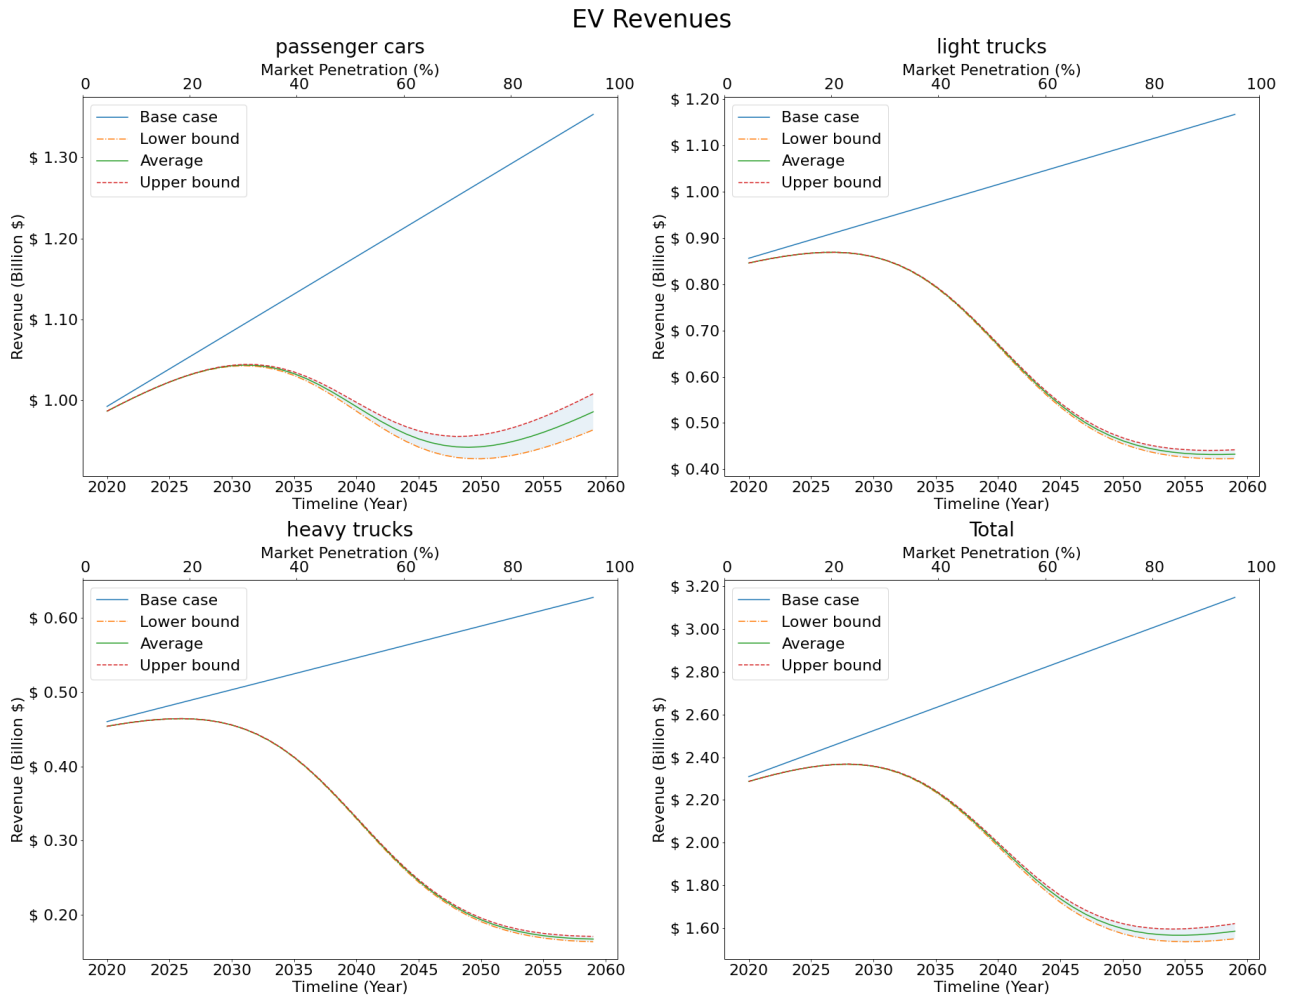 EV Revenues
passenger cars
Market Penetration (%)
0 20 40 60 80 100
Base case
Lower bound
Average
Upper bound
$ 1.30
$ 1.20
$ 1.10
$ 1.00
Revenue (Billion $)
2020 2025 2030 2035 2040 2045 2050 2055 2060
Timeline (Year)
light trucks
Market Penetration (%)
0 20 40 60 80 100
Base case
Lower bound
Average
Upper bound
$ 1.20
$ 1.10
$ 1.00
$ 0.90
$ 0.80
$ 0.70
$ 0.60
$ 0.50
$ 0.40
Revenue (Billion $)
2020 2025 2030 2035 2040 2045 2050 2055 2060
Timeline (Year)
heavy trucks
Market Penetration (%)
0 20 40 60 80 100
Base case
Lower bound
Average
Upper bound
$ 0.60
$ 0.50
$ 0.40
$ 0.30
$ 0.20
Revenue (Billion $)
2020 2025 2030 2035 2040 2045 2050 2055 2060
Timeline (Year)
Total
Market Penetration (%)
0 20 40 60 80 100
Base case
Lower bound
Average
Upper bound
$ 3.20
$ 3.00
$ 2.80
$ 2.60
$ 2.40
$ 2.20
$ 2.00
$ 1.80
$ 1.60
Revenue (Billion $)
2020 2025 2030 2035 2040 2045 2050 2055 2060
Timeline (Year)